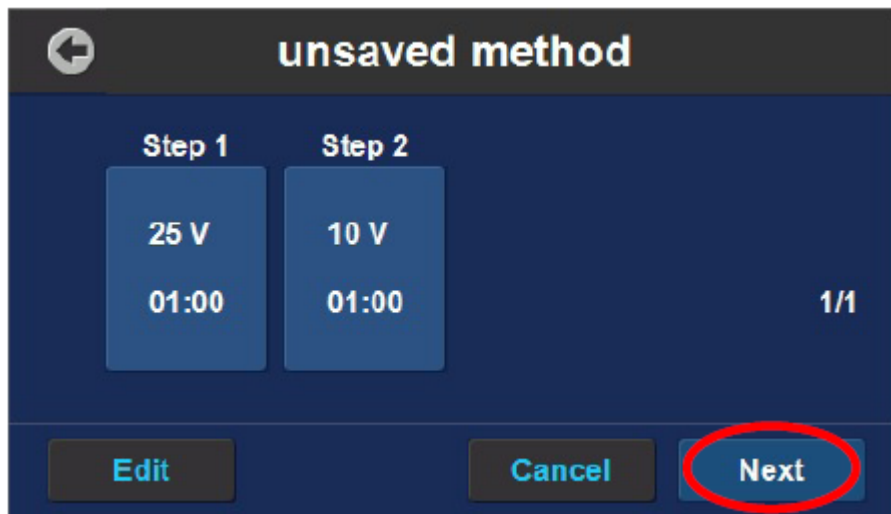 unsaved method
Step 1 Step 2
25 V 10 V
01:00 01:00 1/1
Edit Cancel Next